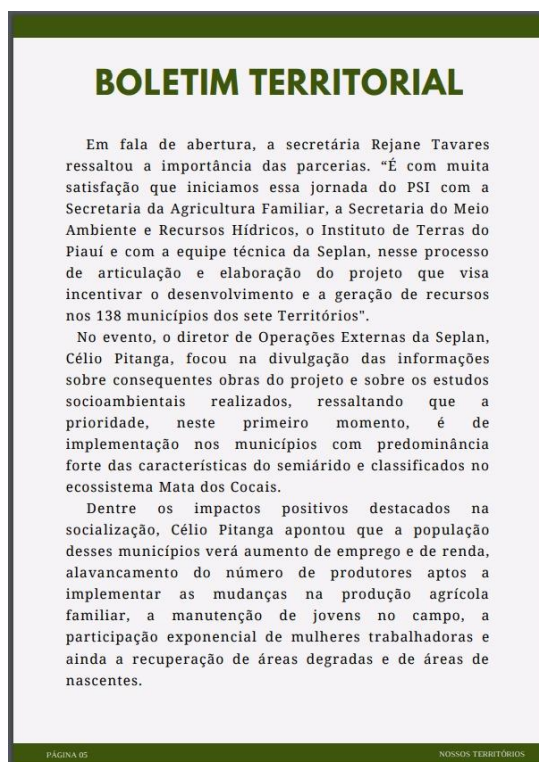 BOLETIM TERRITORIAL
Em fala de abertura, a secretária Rejane Tavares
ressaltou a importância das parcerias. “É com muita
satisfação que iniciamos essa jornada do PSI com a
Secretaria da Agricultura Familiar, a Secretaria do Meio
Ambiente e Recursos Hídricos, o Instituto de Terras do
Piauí e com a equipe técnica da Seplan, nesse processo
de articulação e elaboração do projeto que visa
incentivar o desenvolvimento e a geração de recursos
nos 138 municípios dos sete Territórios".
No evento, o diretor de Operações Externas da Seplan,
Célio Pitanga, focou na divulgação das informações
sobre consequentes obras do projeto e sobre os estudos
socioambientais realizados, ressaltando que a
prioridade, neste primeiro momento, é de
implementação nos municípios com predominância
forte das características do semiárido e classificados no
ecossistema Mata dos Cocais.
Dentre os impactos positivos destacados na
socialização, Célio Pitanga apontou que a população
desses municípios verá aumento de emprego e de renda,
alavancamento do número de produtores aptos a
implementar as mudanças na produção agrícola
familiar, a manutenção de jovens no campo, a
participação exponencial de mulheres trabalhadoras e
ainda a recuperação de áreas degradadas e de áreas de
nascentes.
PÁGINA 05
NOSSOS TERRITÓRIOS